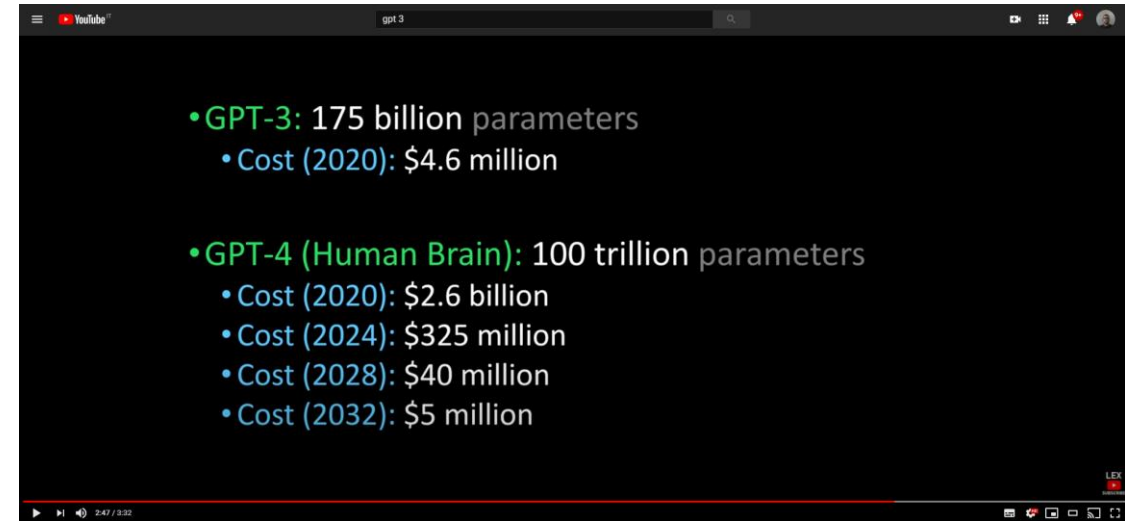 YouTube
gpt 3
9+
•GPT-3: 175 billion parameters
•Cost (2020): $4.6 million
•GPT-4 (Human Brain): 100 trillion parameters
•Cost (2020): $2.6 billion
•Cost (2024): $325 million
•Cost (2028): $40 million
•Cost (2032): $5 million
LEX
SUBSCRIBE
2:47 / 3:32